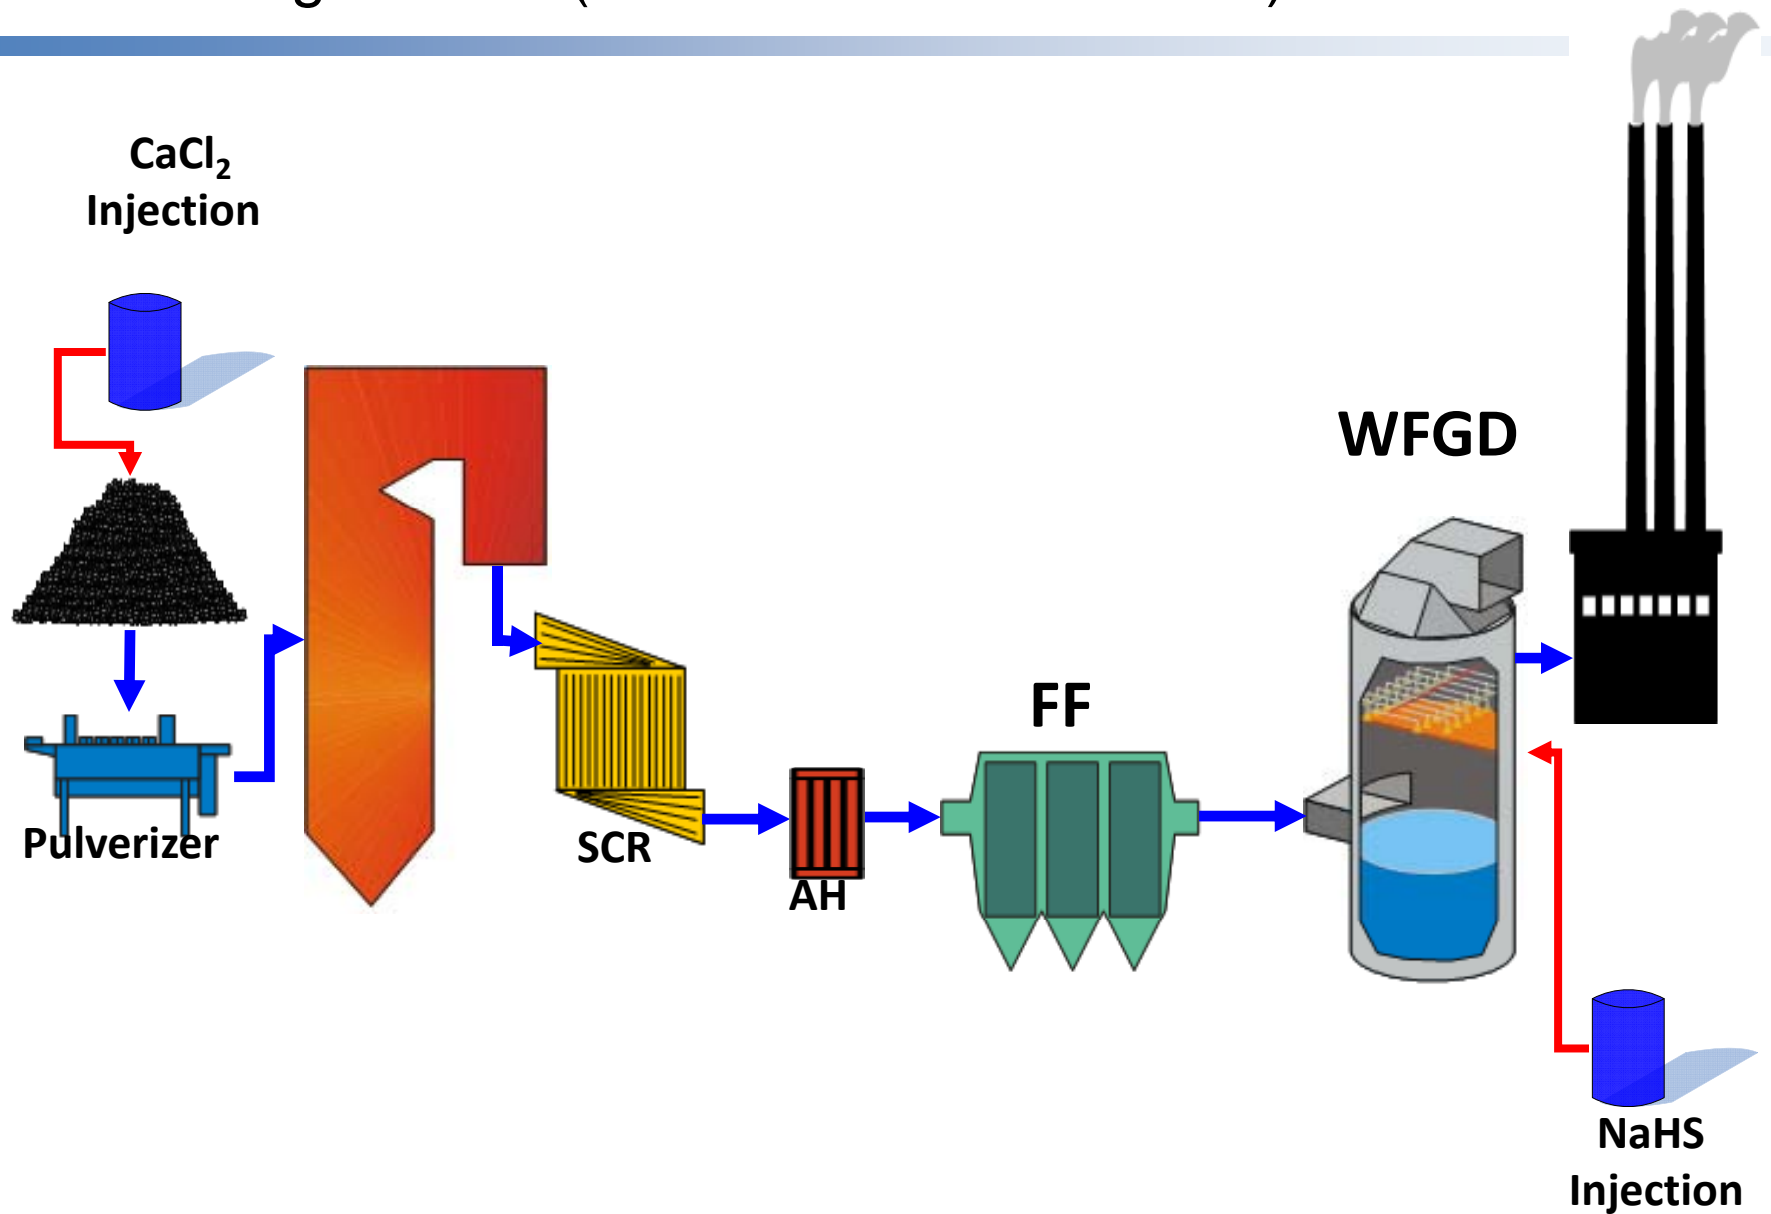 CaCl₂
Injection
WFGD
FF
Pulverizer
SCR
AH
NaHS
Injection